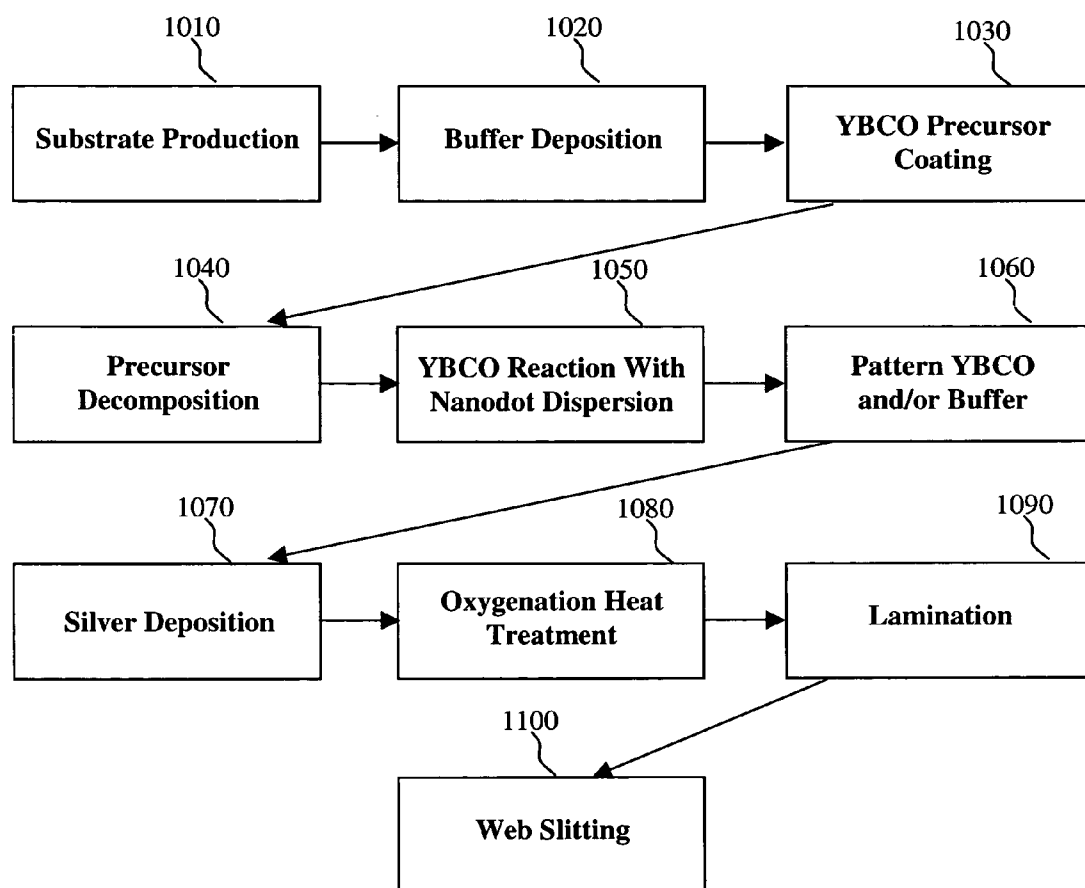 1010
1020
1030
Substrate Production
Buffer Deposition
YBCO Precursor
Coating
1040
1050
1060
Precursor
Decomposition
YBCO Reaction With
Nanodot Dispersion
Pattern YBCO
and/or Buffer
1070
1080
1090
Silver Deposition
Oxygenation Heat
Treatment
Lamination
1100
Web Slitting